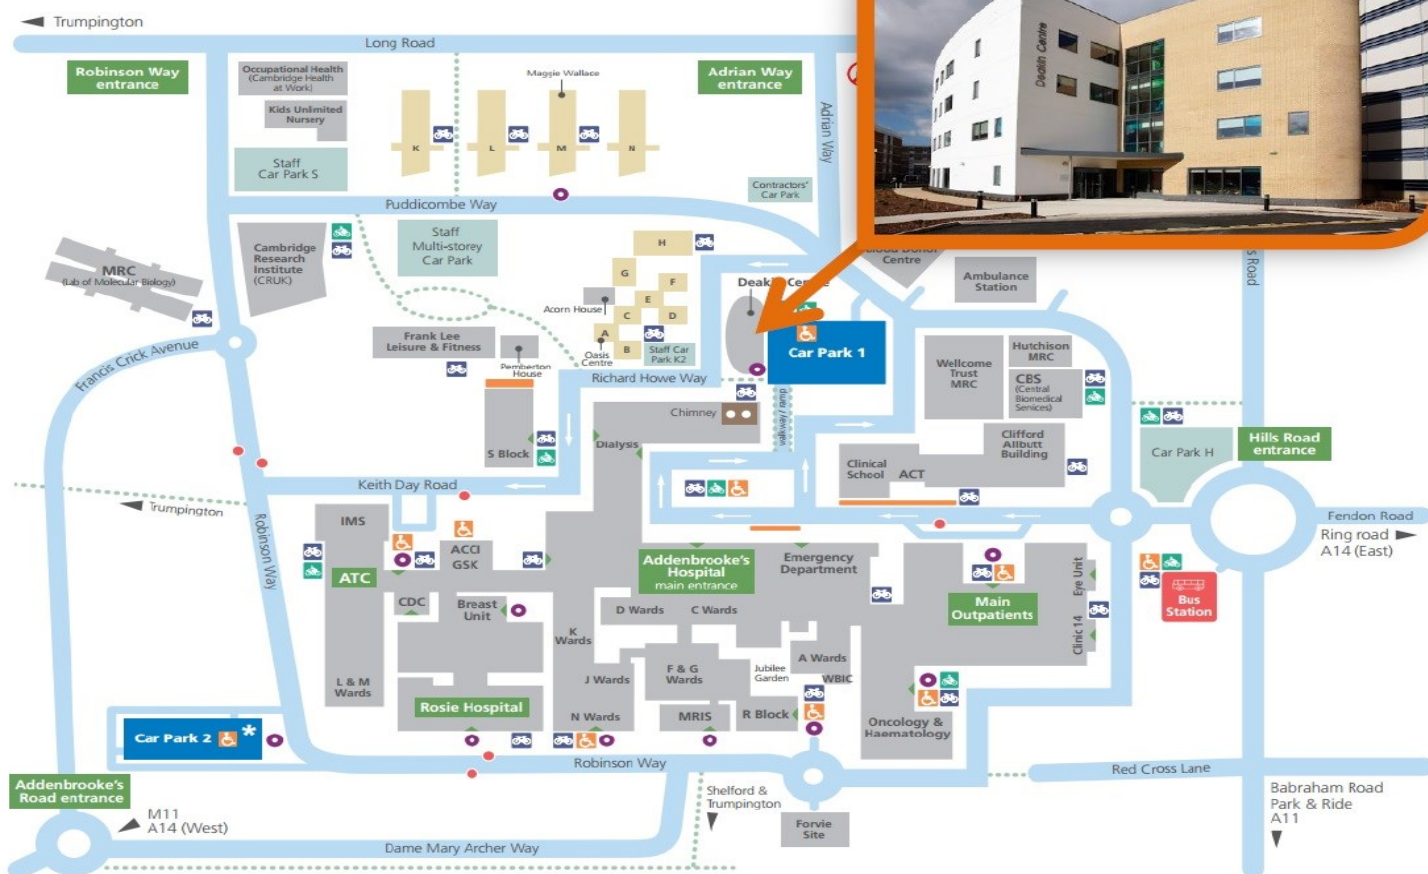 Trumpington
Long Road
Robinson Way
entrance
Occupational Health
(Cambridge Health
at Work)
Kids Unlimited
Nursery
Staff
Car Park S
Maggie Wallace
K
L
M
N
Adrian Way
entrance
Adrian Way
Deakin Centre
Contractors'
Car Park
Puddicombe Way
MRC
(Lab of Molecular Biology)
Cambridge
Research
Institute
(CRUK)
Staff
Multi-storey
Car Park
H
G
F
E
Acorn House
C
D
A
B
Oasis
Centre
Staff Car
Park K2
Deakin Centre
Centre
Ambulance
Station
s Road
Francis Crick Avenue
Frank Lee
Leisure & Fitness
Pemberton
House
Richard Howe Way
Car Park 1
Wellcome
Trust
MRC
Hutchison
MRC
CBS
(Central
Biomedical
Services)
Chimney
walkway / ramp
Dialysis
S Block
Clinical
School
ACT
Clifford
Allbutt
Building
Car Park H
Hills Road
entrance
Keith Day Road
Trumpington
Robinson Way
Fendon Road
Ring road
A14 (East)
IMS
ATC
ACCI
GSK
CDC
Breast
Unit
Addenbrooke's
Hospital
main entrance
Emergency
Department
Main
Outpatients
Eye Unit
Clinic 14
Bus
Station
D Wards
C Wards
K
Wards
J Wards
F & G
Wards
Jubilee
Garden
A Wards
WBIC
L & M
Wards
Rosie Hospital
N Wards
MRIS
R Block
Oncology &
Haematology
Car Park 2 *
Robinson Way
Red Cross Lane
Addenbrooke's
Road entrance
M11
A14 (West)
Shelford &
Trumpington
Forvie
Site
Babraham Road
Park & Ride
A11
Dame Mary Archer Way